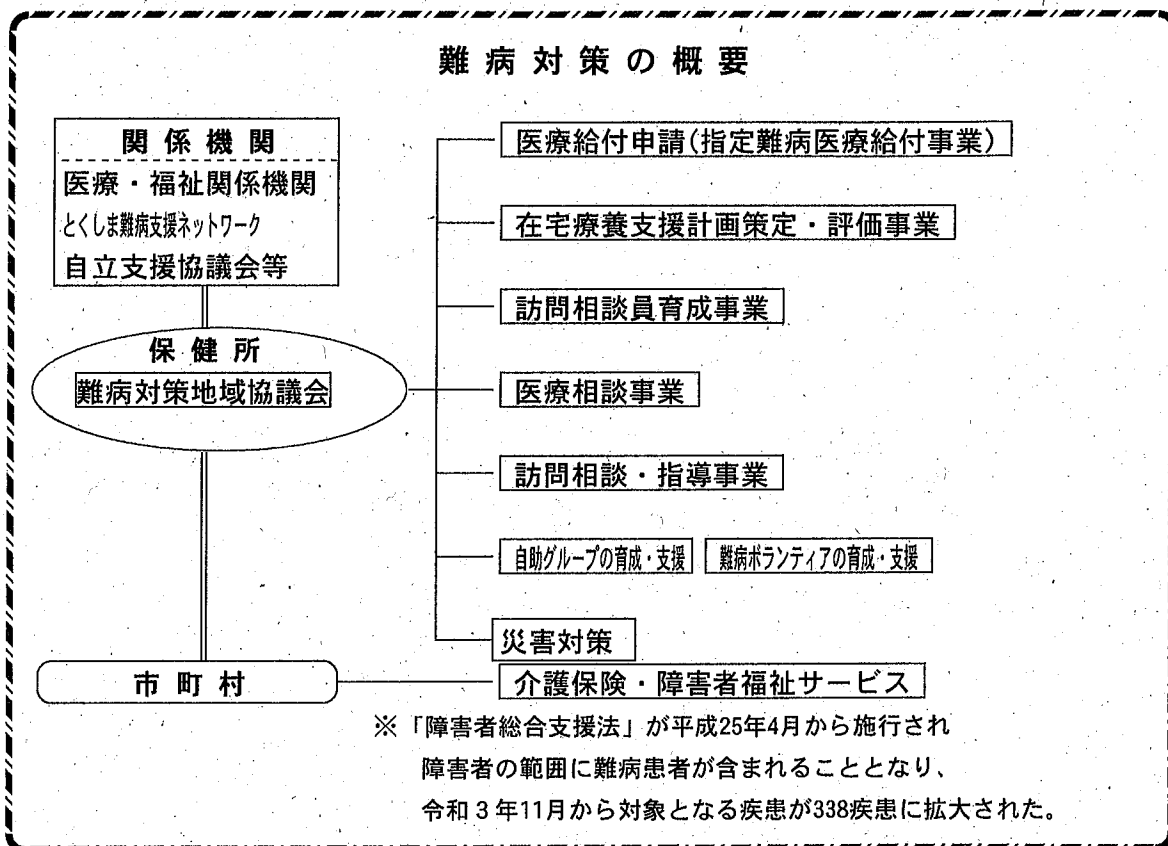 難病対策の概要
関係機関
医療・福祉関係機関
とくしま難病支援ネットワーク
自立支援協議会等
保健所
難病対策地域協議会
市町村
医療給付申請(指定難病医療給付事業)
在宅療養支援計画策定・評価事業
訪問相談員育成事業
医療相談事業
訪問相談・指導事業
自助グループの育成・支援 難病ボランティアの育成・支援
災害対策
介護保険・障害者福祉サービス
※「障害者総合支援法」が平成25年4月から施行され
障害者の範囲に難病患者が含まれることとなり、
令和3年11月から対象となる疾患が338疾患に拡大された。